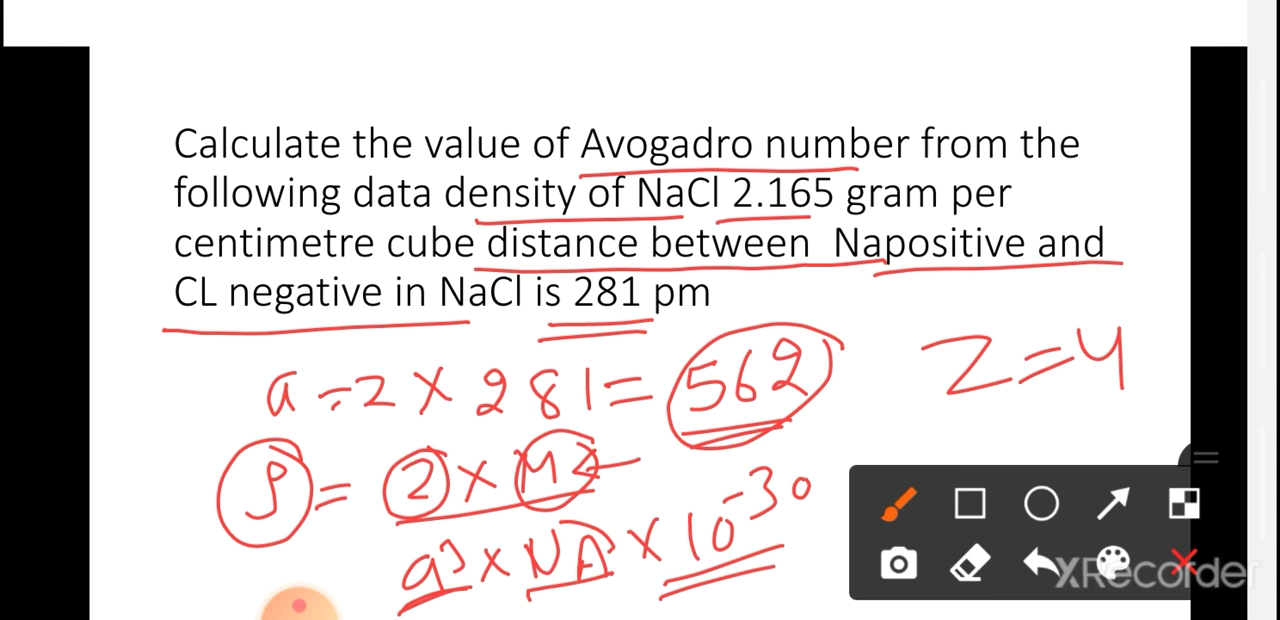 Calculate the value of Avogadro number from the
following data density of NaCl 2.165 gram per
centimetre cube distance between Napositive and
CL negative in NaCl is 281 pm
a = 2 × 281 = 562 Z = 4
ρ = Z × M
a³ × NA × 10⁻³⁰
XRecorder